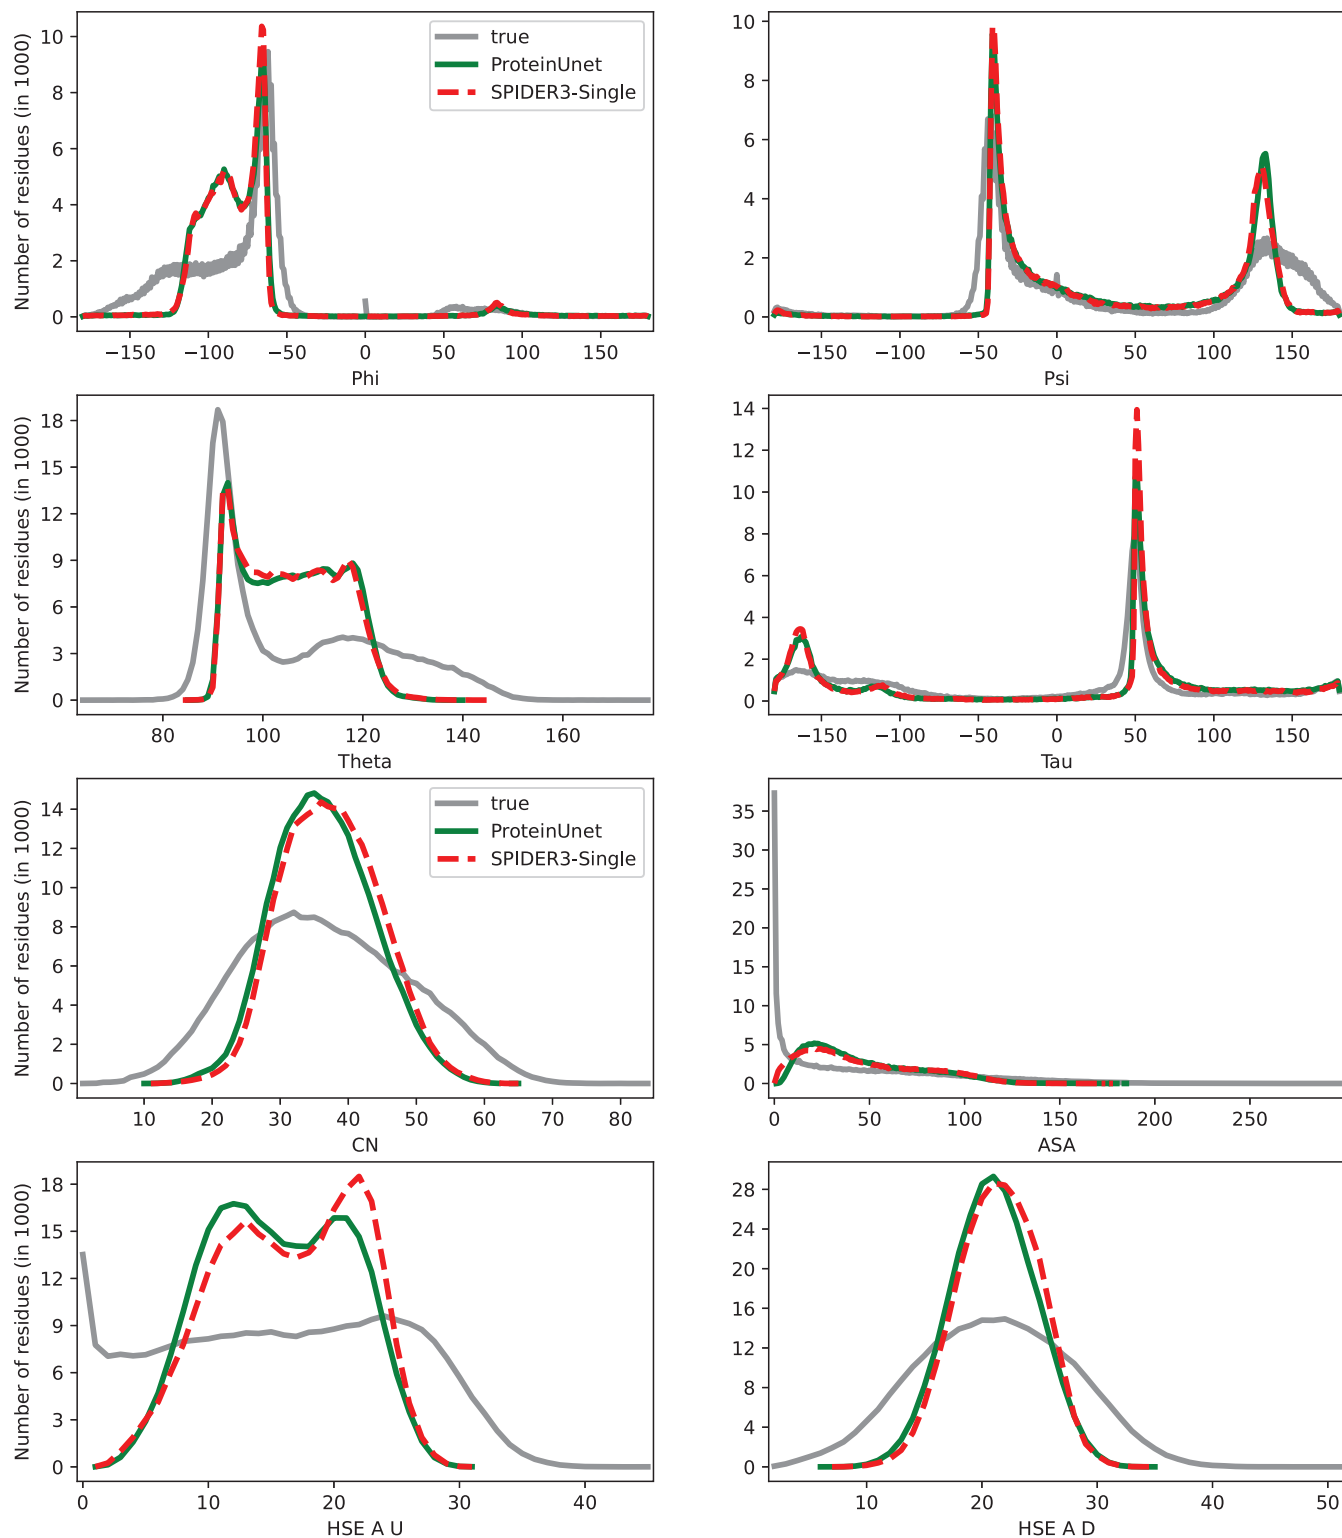 Number of residues (in 1000)
10
8
6
4
2
0
true
ProteinUnet
SPIDER3-Single
−150 −100 −50 0 50 100 150
Phi
10
8
6
4
2
0
−150 −100 −50 0 50 100 150
Psi
Number of residues (in 1000)
18
15
12
9
6
3
0
80 100 120 140 160
Theta
14
12
10
8
6
4
2
0
−150 −100 −50 0 50 100 150
Tau
Number of residues (in 1000)
14
12
10
8
6
4
2
0
true
ProteinUnet
SPIDER3-Single
10 20 30 40 50 60 70 80
CN
35
30
25
20
15
10
5
0
0 50 100 150 200 250
ASA
Number of residues (in 1000)
18
15
12
9
6
3
0
0 10 20 30 40
HSE A U
28
24
20
16
12
8
4
0
10 20 30 40 50
HSE A D